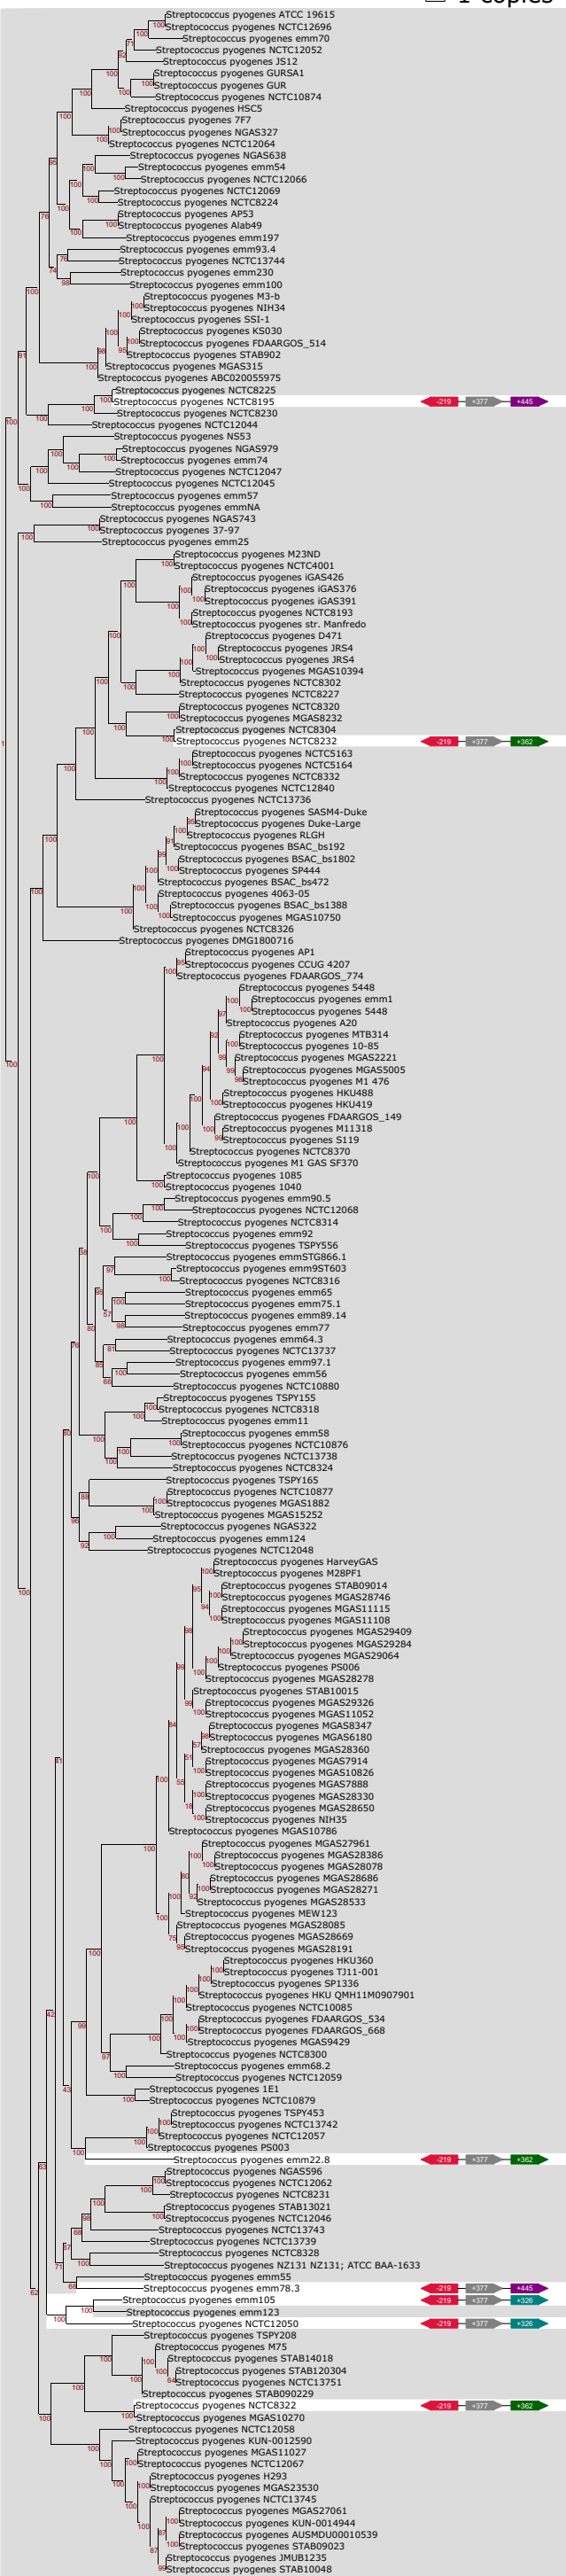 1 copies
Streptococcus pyogenes ATCC 19615
Streptococcus pyogenes NCTC12696
Streptococcus pyogenes emm70
Streptococcus pyogenes NCTC12052
Streptococcus pyogenes JS12
Streptococcus pyogenes GURSA1
Streptococcus pyogenes GUR
Streptococcus pyogenes NCTC10874
Streptococcus pyogenes HSC5
Streptococcus pyogenes 7F7
Streptococcus pyogenes NGAS327
Streptococcus pyogenes NCTC12064
Streptococcus pyogenes NGAS638
Streptococcus pyogenes emm54
Streptococcus pyogenes NCTC12066
Streptococcus pyogenes NCTC12069
Streptococcus pyogenes NCTC8224
Streptococcus pyogenes AP53
Streptococcus pyogenes Alab49
Streptococcus pyogenes emm197
Streptococcus pyogenes emm93.4
Streptococcus pyogenes NCTC13744
Streptococcus pyogenes emm230
Streptococcus pyogenes emm100
Streptococcus pyogenes M3-b
Streptococcus pyogenes NIH34
Streptococcus pyogenes SSI-1
Streptococcus pyogenes KS030
Streptococcus pyogenes FDAARGOS_514
Streptococcus pyogenes STAB902
Streptococcus pyogenes MGAS315
Streptococcus pyogenes ABC020055975
Streptococcus pyogenes NCTC8225
Streptococcus pyogenes NCTC8195 -219 +377 +445
Streptococcus pyogenes NCTC8230
Streptococcus pyogenes NCTC12044
Streptococcus pyogenes NS53
Streptococcus pyogenes NGAS979
Streptococcus pyogenes emm74
Streptococcus pyogenes NCTC12047
Streptococcus pyogenes NCTC12045
Streptococcus pyogenes emm57
Streptococcus pyogenes emmNA
Streptococcus pyogenes NGAS743
Streptococcus pyogenes 37-97
Streptococcus pyogenes emm25
Streptococcus pyogenes M23ND
Streptococcus pyogenes NCTC4001
Streptococcus pyogenes iGAS426
Streptococcus pyogenes iGAS376
Streptococcus pyogenes iGAS391
Streptococcus pyogenes NCTC8193
Streptococcus pyogenes str. Manfredo
Streptococcus pyogenes D471
Streptococcus pyogenes JRS4
Streptococcus pyogenes JRS4
Streptococcus pyogenes MGAS10394
Streptococcus pyogenes NCTC8302
Streptococcus pyogenes NCTC8227
Streptococcus pyogenes NCTC8320
Streptococcus pyogenes MGAS8232
Streptococcus pyogenes NCTC8304
Streptococcus pyogenes NCTC8232 -219 +377 +362
Streptococcus pyogenes NCTC5163
Streptococcus pyogenes NCTC5164
Streptococcus pyogenes NCTC8332
Streptococcus pyogenes NCTC12840
Streptococcus pyogenes NCTC13736
Streptococcus pyogenes SASM4-Duke
Streptococcus pyogenes Duke-Large
Streptococcus pyogenes RLGH
Streptococcus pyogenes BSAC_bs192
Streptococcus pyogenes BSAC_bs1802
Streptococcus pyogenes SP444
Streptococcus pyogenes BSAC_bs472
Streptococcus pyogenes 4063-05
Streptococcus pyogenes BSAC_bs1388
Streptococcus pyogenes MGAS10750
Streptococcus pyogenes NCTC8326
Streptococcus pyogenes DMG1800716
Streptococcus pyogenes AP1
Streptococcus pyogenes CCUG 4207
Streptococcus pyogenes FDAARGOS_774
Streptococcus pyogenes 5448
Streptococcus pyogenes emm1
Streptococcus pyogenes 5448
Streptococcus pyogenes A20
Streptococcus pyogenes MTB314
Streptococcus pyogenes 10-85
Streptococcus pyogenes MGAS2221
Streptococcus pyogenes MGAS5005
Streptococcus pyogenes M1 476
Streptococcus pyogenes HKU488
Streptococcus pyogenes HKU419
Streptococcus pyogenes FDAARGOS_149
Streptococcus pyogenes M11318
Streptococcus pyogenes S119
Streptococcus pyogenes NCTC8370
Streptococcus pyogenes M1 GAS SF370
Streptococcus pyogenes 1085
Streptococcus pyogenes 1040
Streptococcus pyogenes emm90.5
Streptococcus pyogenes NCTC12068
Streptococcus pyogenes NCTC8314
Streptococcus pyogenes emm92
Streptococcus pyogenes TSPY556
Streptococcus pyogenes emmSTG866.1
Streptococcus pyogenes emm9ST603
Streptococcus pyogenes NCTC8316
Streptococcus pyogenes emm65
Streptococcus pyogenes emm75.1
Streptococcus pyogenes emm89.14
Streptococcus pyogenes emm77
Streptococcus pyogenes emm64.3
Streptococcus pyogenes NCTC13737
Streptococcus pyogenes emm97.1
Streptococcus pyogenes emm56
Streptococcus pyogenes NCTC10880
Streptococcus pyogenes TSPY155
Streptococcus pyogenes NCTC8318
Streptococcus pyogenes emm11
Streptococcus pyogenes emm58
Streptococcus pyogenes NCTC10876
Streptococcus pyogenes NCTC13738
Streptococcus pyogenes NCTC8324
Streptococcus pyogenes TSPY165
Streptococcus pyogenes NCTC10877
Streptococcus pyogenes MGAS1882
Streptococcus pyogenes MGAS15252
Streptococcus pyogenes NGAS322
Streptococcus pyogenes emm124
Streptococcus pyogenes NCTC12048
Streptococcus pyogenes HarveyGAS
Streptococcus pyogenes M28PF1
Streptococcus pyogenes STAB09014
Streptococcus pyogenes MGAS28746
Streptococcus pyogenes MGAS11115
Streptococcus pyogenes MGAS11108
Streptococcus pyogenes MGAS29409
Streptococcus pyogenes MGAS29284
Streptococcus pyogenes MGAS29064
Streptococcus pyogenes PS006
Streptococcus pyogenes MGAS28278
Streptococcus pyogenes STAB10015
Streptococcus pyogenes MGAS29326
Streptococcus pyogenes MGAS11052
Streptococcus pyogenes MGAS8347
Streptococcus pyogenes MGAS6180
Streptococcus pyogenes MGAS28360
Streptococcus pyogenes MGAS7914
Streptococcus pyogenes MGAS10826
Streptococcus pyogenes MGAS7888
Streptococcus pyogenes MGAS28330
Streptococcus pyogenes MGAS28650
Streptococcus pyogenes NIH35
Streptococcus pyogenes MGAS10786
Streptococcus pyogenes MGAS27961
Streptococcus pyogenes MGAS28386
Streptococcus pyogenes MGAS28078
Streptococcus pyogenes MGAS28686
Streptococcus pyogenes MGAS28271
Streptococcus pyogenes MGAS28533
Streptococcus pyogenes MEW123
Streptococcus pyogenes MGAS28085
Streptococcus pyogenes MGAS28669
Streptococcus pyogenes MGAS28191
Streptococcus pyogenes HKU360
Streptococcus pyogenes TJ11-001
Streptococcus pyogenes SP1336
Streptococcus pyogenes HKU QMH11M0907901
Streptococcus pyogenes NCTC10085
Streptococcus pyogenes FDAARGOS_534
Streptococcus pyogenes FDAARGOS_668
Streptococcus pyogenes MGAS9429
Streptococcus pyogenes NCTC8300
Streptococcus pyogenes emm68.2
Streptococcus pyogenes NCTC12059
Streptococcus pyogenes 1E1
Streptococcus pyogenes NCTC10879
Streptococcus pyogenes TSPY453
Streptococcus pyogenes NCTC13742
Streptococcus pyogenes NCTC12057
Streptococcus pyogenes PS003
Streptococcus pyogenes emm22.8 -219 +377 +362
Streptococcus pyogenes NGAS596
Streptococcus pyogenes NCTC12062
Streptococcus pyogenes NCTC8231
Streptococcus pyogenes STAB13021
Streptococcus pyogenes NCTC12046
Streptococcus pyogenes NCTC13743
Streptococcus pyogenes NCTC13739
Streptococcus pyogenes NCTC8328
Streptococcus pyogenes NZ131 NZ131; ATCC BAA-1633
Streptococcus pyogenes emm55
Streptococcus pyogenes emm78.3 -219 +377 +445
Streptococcus pyogenes emm105 -219 +377 +326
Streptococcus pyogenes emm123
Streptococcus pyogenes NCTC12050 -219 +377 +326
Streptococcus pyogenes TSPY208
Streptococcus pyogenes M75
Streptococcus pyogenes STAB14018
Streptococcus pyogenes STAB120304
Streptococcus pyogenes NCTC13751
Streptococcus pyogenes STAB090229
Streptococcus pyogenes NCTC8322 -219 +377 +362
Streptococcus pyogenes MGAS10270
Streptococcus pyogenes NCTC12058
Streptococcus pyogenes KUN-0012590
Streptococcus pyogenes MGAS11027
Streptococcus pyogenes NCTC12067
Streptococcus pyogenes H293
Streptococcus pyogenes MGAS23530
Streptococcus pyogenes NCTC13745
Streptococcus pyogenes MGAS27061
Streptococcus pyogenes KUN-0014944
Streptococcus pyogenes AUSMDU00010539
Streptococcus pyogenes STAB09023
Streptococcus pyogenes JMUB1235
Streptococcus pyogenes STAB10048